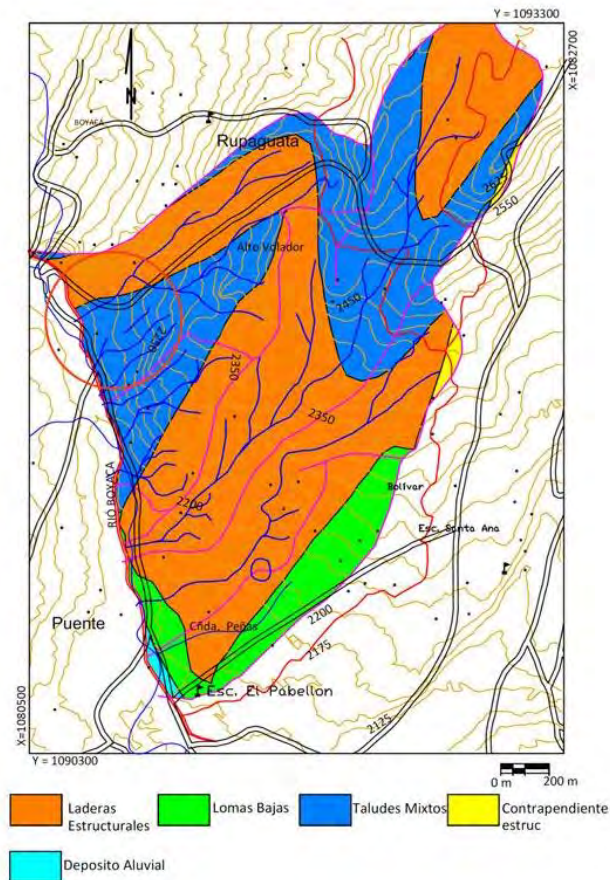 Y = 1093300
X=1082700
N
BOYACA
Rupaguata
2550
Alto Volador
2450
2250
2350
2350
Bolivar
RÍO BOYACA
2200
Esc. Santa Ana
Puente
Cñda. Peñas
2200
2175
Esc. El Pabellon
2125
X=1080500
Y = 1090300
0 m 200 m
Laderas
Estructurales
Lomas Bajas
Taludes Mixtos
Contrapendiente
estruc
Deposito Aluvial